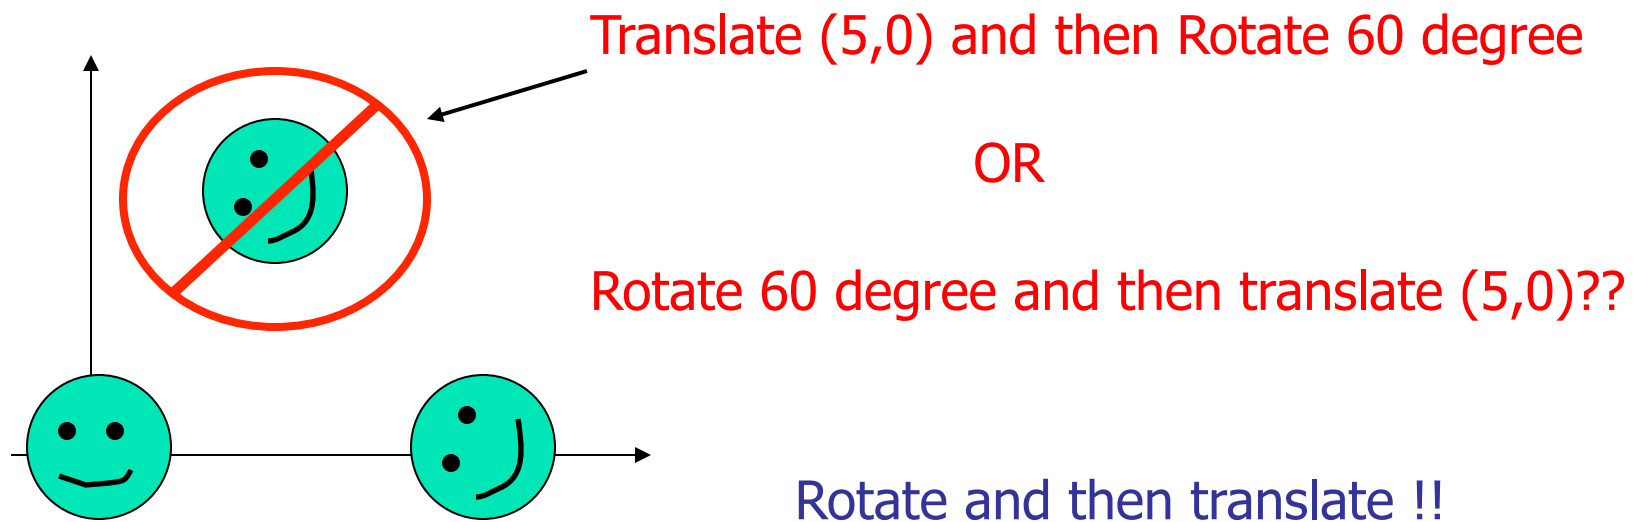 Translate (5,0) and then Rotate 60 degree
OR
Rotate 60 degree and then translate (5,0)??
Rotate and then translate !!